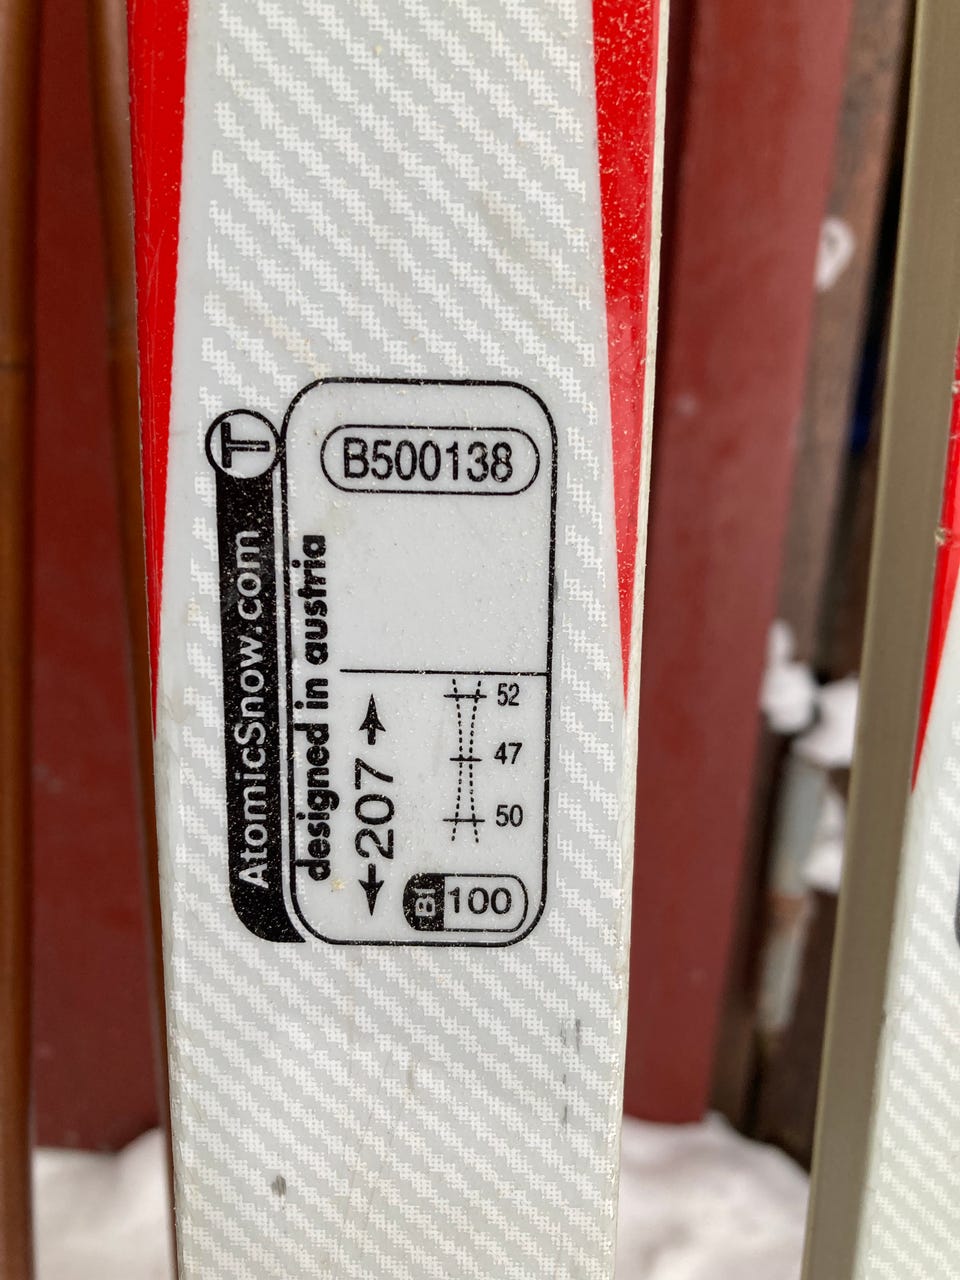 T
AtomicSnow.com
designed in austria
B500138
207
52
47
50
BI 100